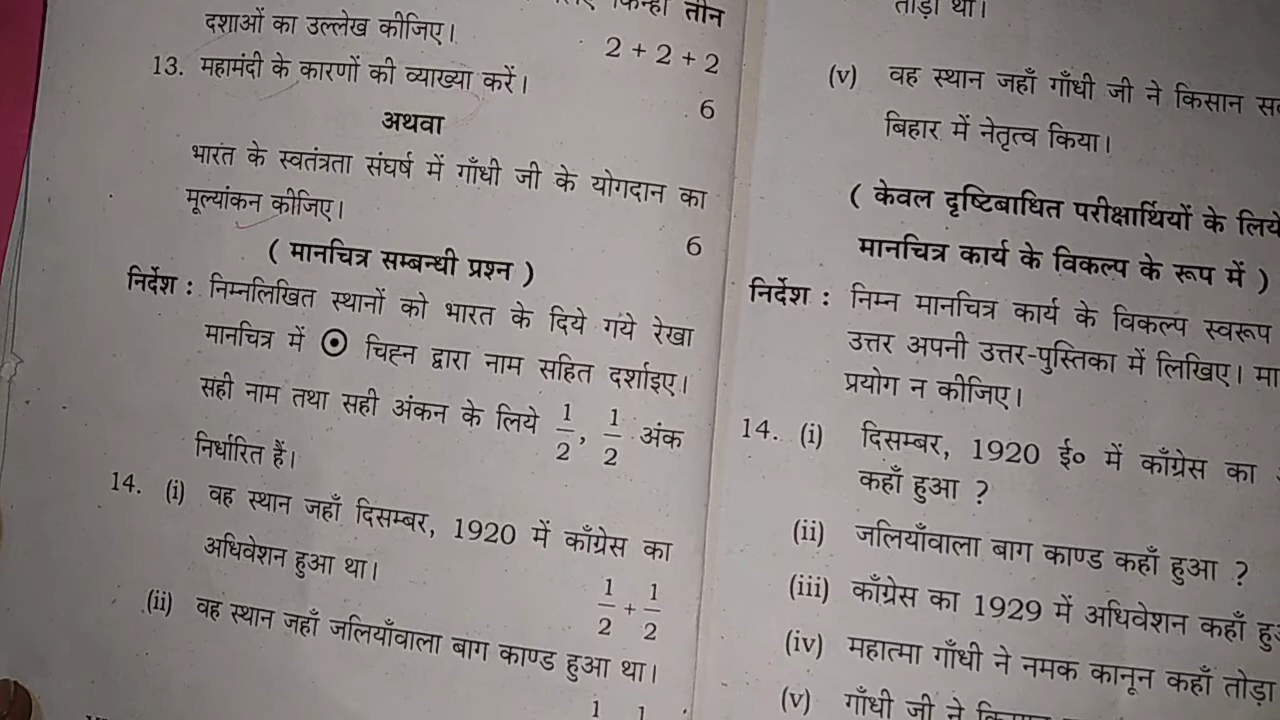 तीन
दशाओं का उल्लेख कीजिए।
2 + 2 + 2
13. महामंदी के कारणों की व्याख्या करें।
6
अथवा
भारत के स्वतंत्रता संघर्ष में गाँधी जी के योगदान का
मूल्यांकन कीजिए।
6
( मानचित्र सम्बन्धी प्रश्न )
निर्देश : निम्नलिखित स्थानों को भारत के दिये गये रेखा
मानचित्र में ⊙ चिह्न द्वारा नाम सहित दर्शाइए।
सही नाम तथा सही अंकन के लिये 1/2, 1/2 अंक
निर्धारित हैं।
14. (i) वह स्थान जहाँ दिसम्बर, 1920 में काँग्रेस का
अधिवेशन हुआ था।
1/2 + 1/2
(ii) वह स्थान जहाँ जलियाँवाला बाग काण्ड हुआ था।
1 1
तोड़ा था।
(v) वह स्थान जहाँ गाँधी जी ने किसान
बिहार में नेतृत्व किया।
( केवल दृष्टिबाधित परीक्षार्थियों के लिये
मानचित्र कार्य के विकल्प के रूप में )
निर्देश : निम्न मानचित्र कार्य के विकल्प स्वरूप
उत्तर अपनी उत्तर-पुस्तिका में लिखिए।
प्रयोग न कीजिए।
14. (i) दिसम्बर, 1920 ई० में काँग्रेस का
कहाँ हुआ ?
(ii) जलियाँवाला बाग काण्ड कहाँ हुआ ?
(iii) काँग्रेस का 1929 में अधिवेशन कहाँ
(iv) महात्मा गाँधी ने नमक कानून कहाँ तोड़ा
(v) गाँधी जी ने